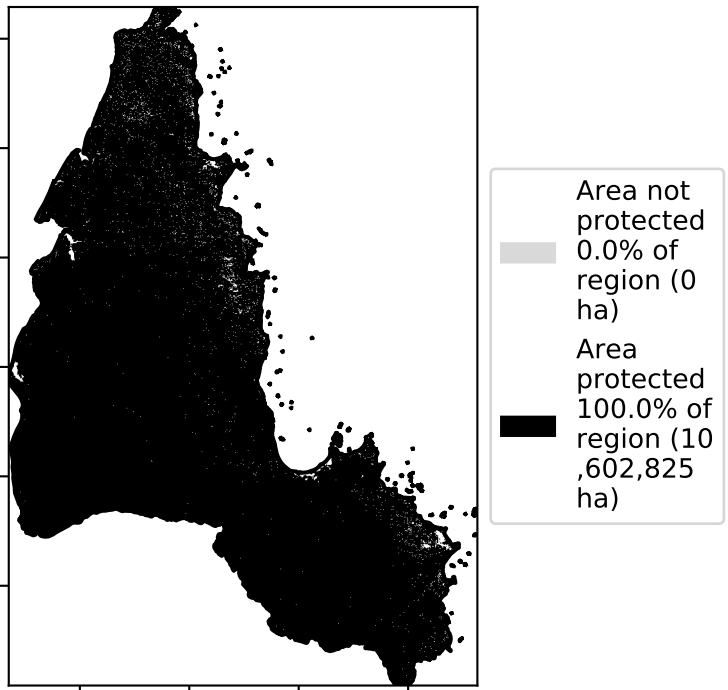 Area not
protected
0.0% of
region (0
ha)
Area
protected
100.0% of
region (10
,602,825
ha)